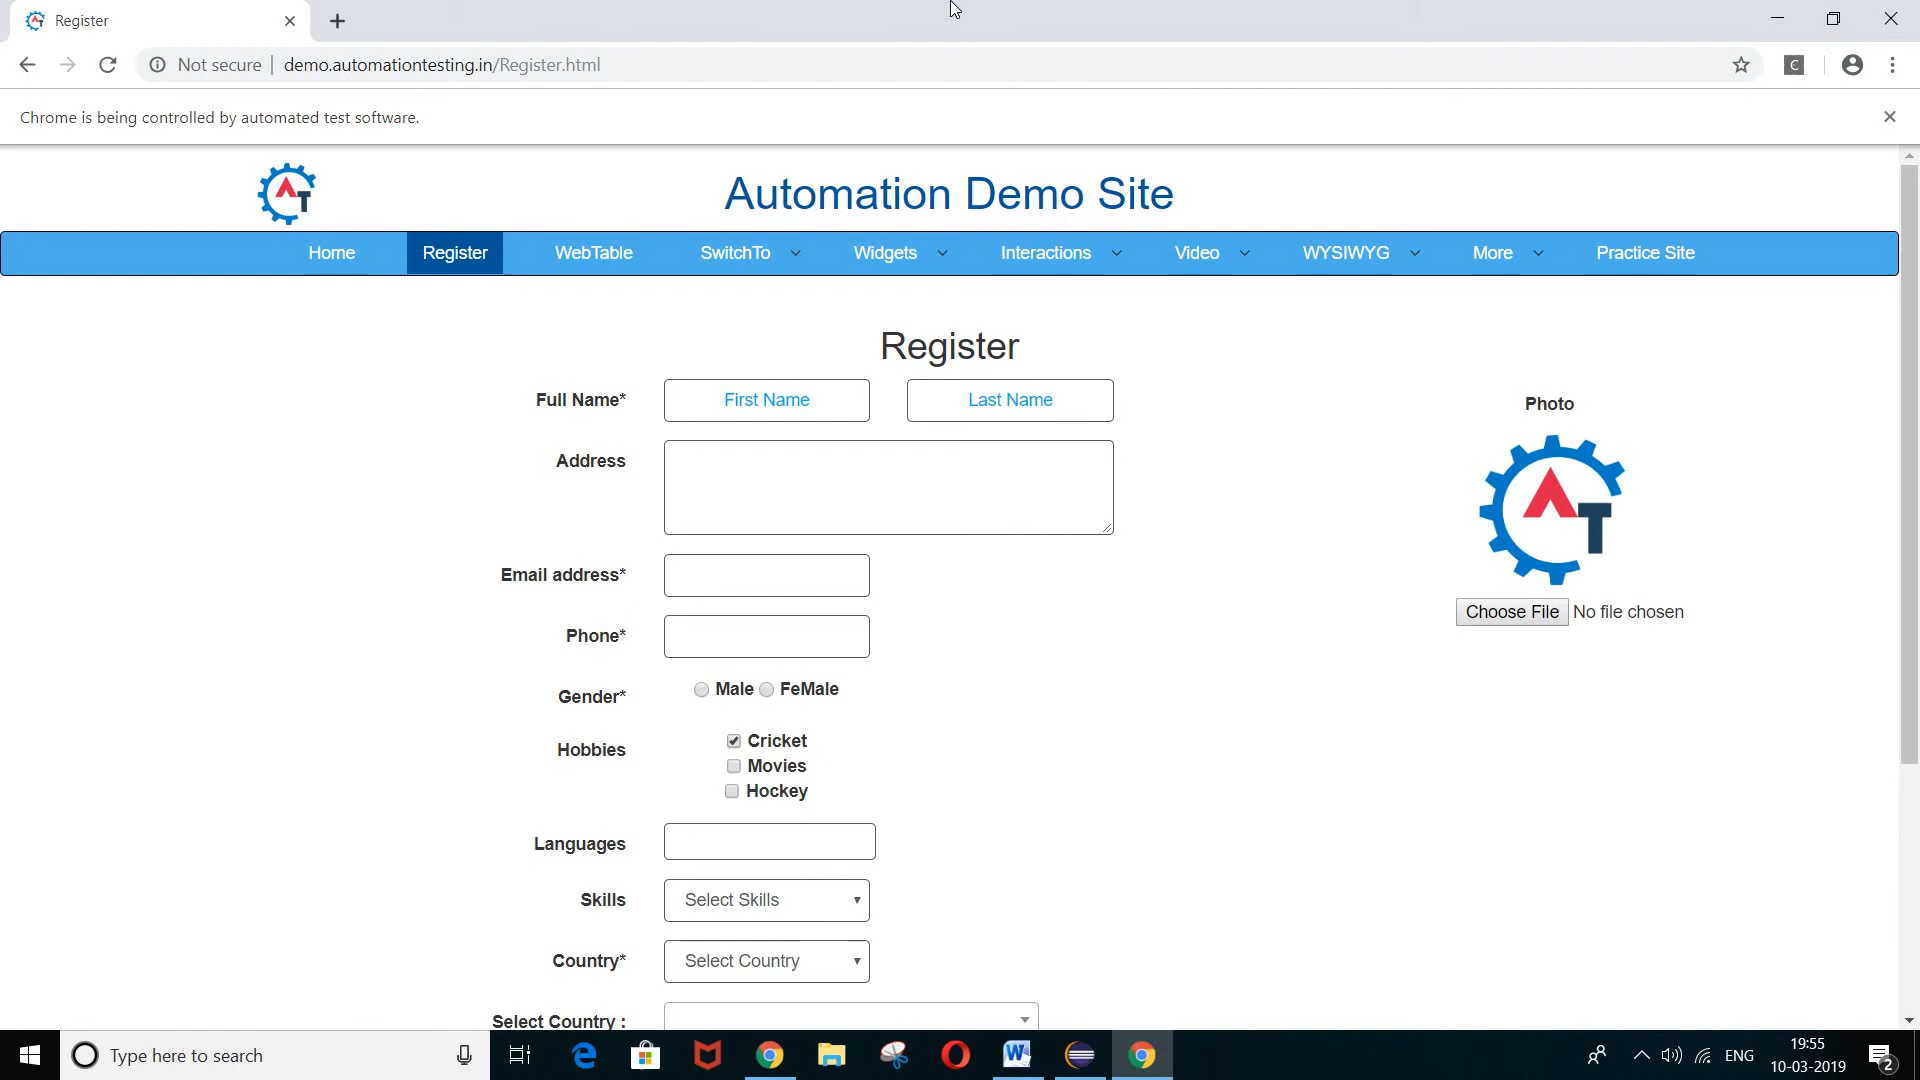 Register
Not secure
demo.automationtesting.in/Register.html
C
Chrome is being controlled by automated test software.
AT
Automation Demo Site
Home Register WebTable SwitchTo Widgets Interactions Video WYSIWYG More Practice Site
Register
Full Name* First Name Last Name
Photo
Address
AT
Email address*
Choose File No file chosen
Phone*
Gender* Male FeMale
Hobbies Cricket
Movies
Hockey
Languages
Skills Select Skills
Country* Select Country
Select Country :
Type here to search
ENG
19:55
10-03-2019
2